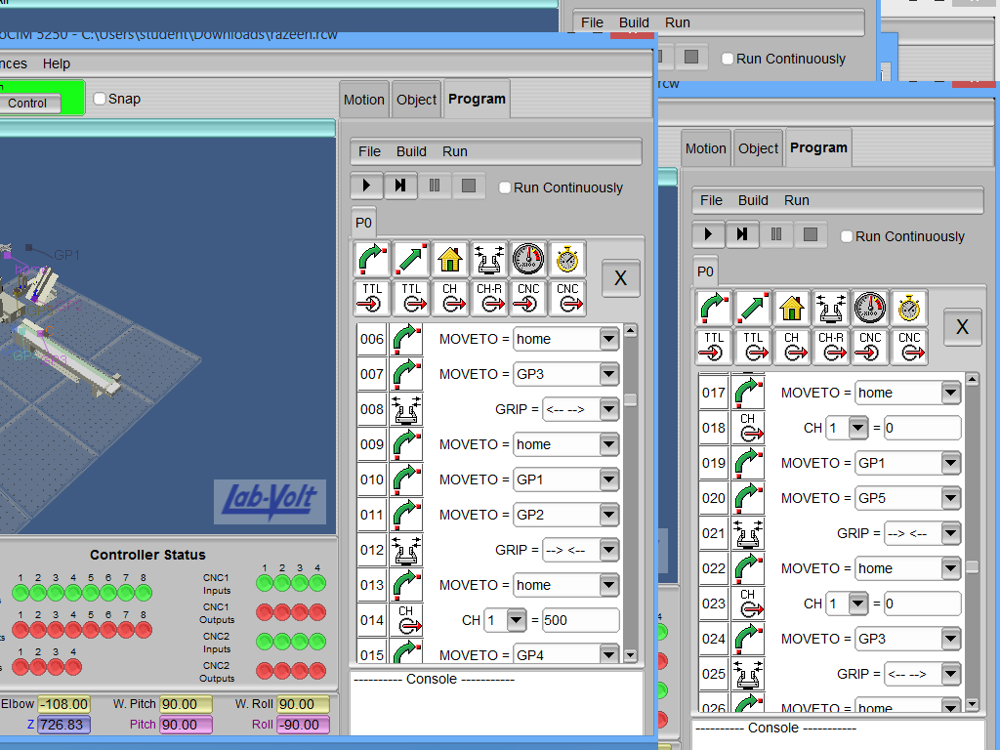 oCIM 5250 - C:\Users\student\Downloads\razeen.rcw
nces Help
Control
Snap
Motion Object Program
File Build Run
Run Continuously
P0
TTL TTL CH CH-R CNC CNC
X
006 MOVETO = home
007 MOVETO = GP3
008 GRIP = <-- -->
009 MOVETO = home
010 MOVETO = GP1
011 MOVETO = GP2
012 GRIP = --> <--
013 MOVETO = home
014 CH CH 1 = 500
015 MOVETO = GP4
---------- Console -----------
GP1
Lab-Volt
Controller Status
1 2 3 4 5 6 7 8
1 2 3 4 5 6 7 8
1 2 3 4
1 2 3 4
CNC1 Inputs
CNC1 Outputs
CNC2 Inputs
CNC2 Outputs
Elbow -108.00 W. Pitch 90.00 W. Roll 90.00
Z 726.83 Pitch 90.00 Roll -90.00
File Build Run
Run Continuously
rcw
Motion Object Program
File Build Run
Run Continuously
P0
TTL TTL CH CH-R CNC CNC
X
017 MOVETO = home
018 CH CH 1 = 0
019 MOVETO = GP1
020 MOVETO = GP5
021 GRIP = --> <--
022 MOVETO = home
023 CH CH 1 = 0
024 MOVETO = GP3
025 GRIP = <-- -->
026 MOVETO = home
---------- Console -----------